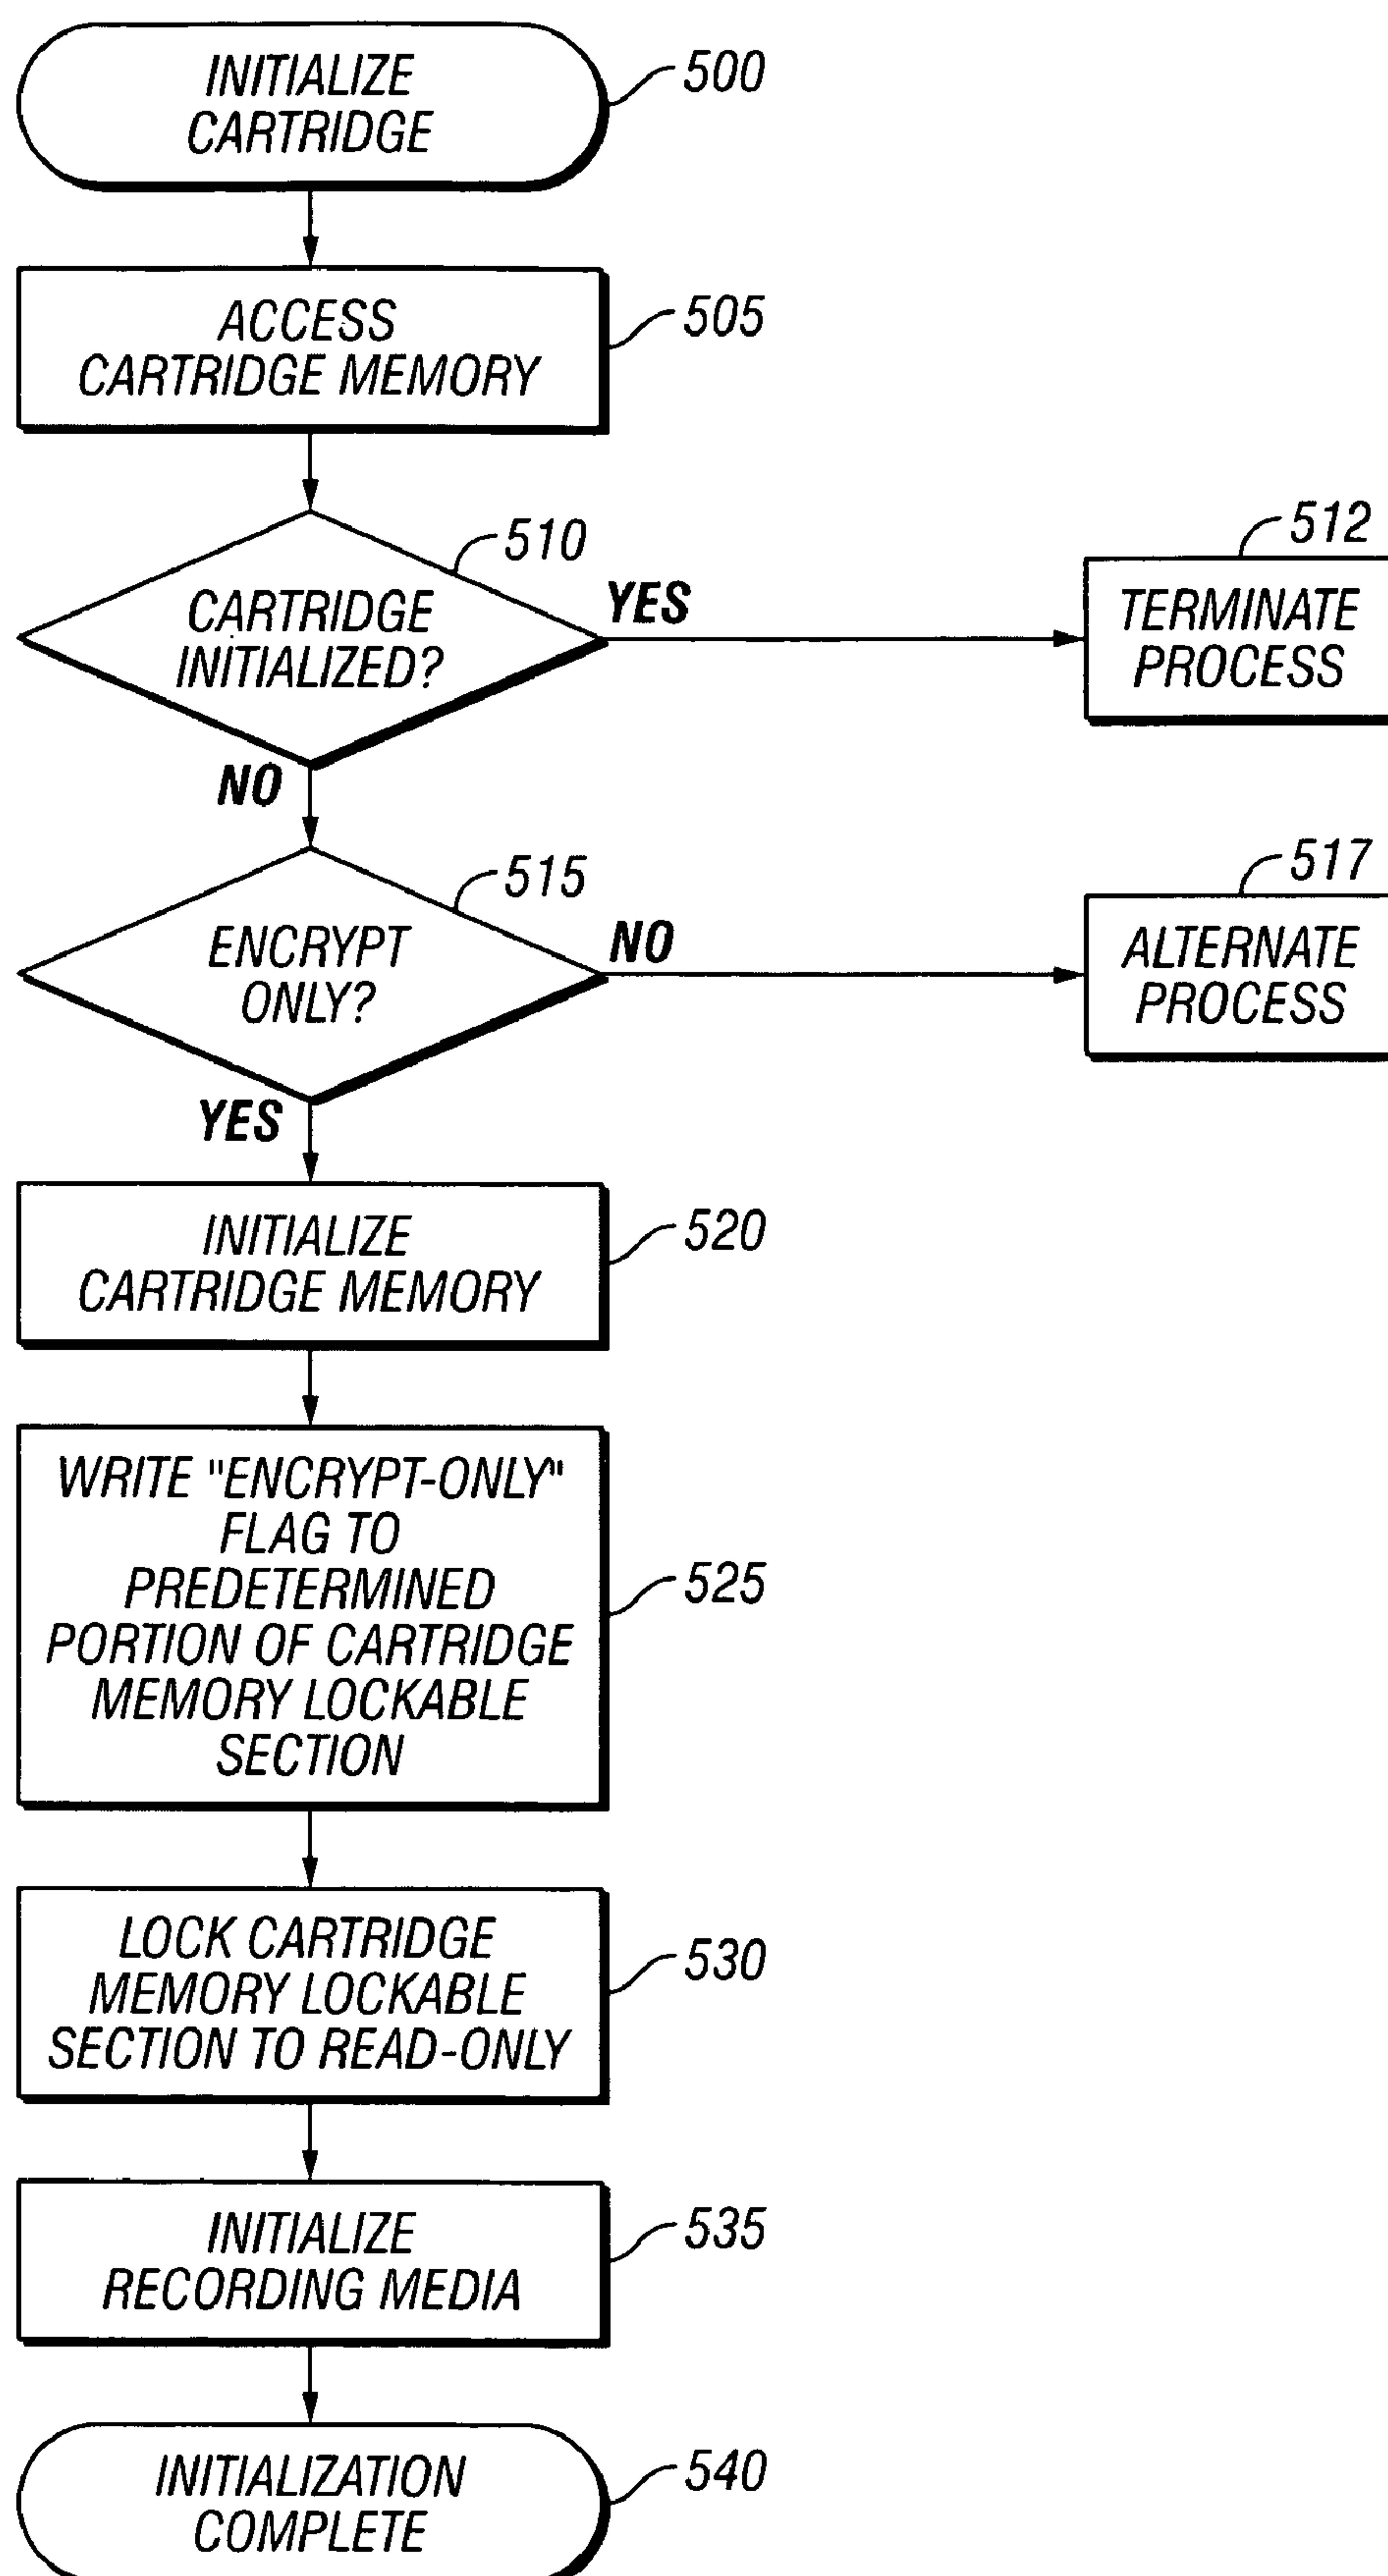 INITIALIZE
CARTRIDGE
500
ACCESS
CARTRIDGE MEMORY
505
510
CARTRIDGE
INITIALIZED?
YES
512
TERMINATE
PROCESS
NO
515
ENCRYPT
ONLY?
NO
517
ALTERNATE
PROCESS
YES
INITIALIZE
CARTRIDGE MEMORY
520
WRITE "ENCRYPT-ONLY"
FLAG TO
PREDETERMINED
PORTION OF CARTRIDGE
MEMORY LOCKABLE
SECTION
525
LOCK CARTRIDGE
MEMORY LOCKABLE
SECTION TO READ-ONLY
530
INITIALIZE
RECORDING MEDIA
535
INITIALIZATION
COMPLETE
540